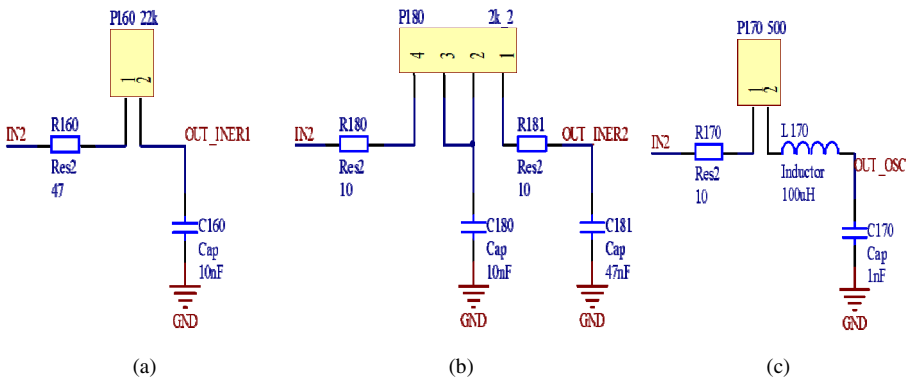 P160 22k
1
2
IN2
R160
Res2
47
OUT_INER1
C160
Cap
10nF
GND
(a)
P180
2k_2
4
3
2
1
IN2
R180
Res2
10
R181
Res2
10
OUT_INER2
C180
Cap
10nF
GND
C181
Cap
47nF
GND
(b)
P170 500
1
2
IN2
R170
Res2
10
L170
Inductor
100uH
OUT_OSC
C170
Cap
1nF
GND
(c)